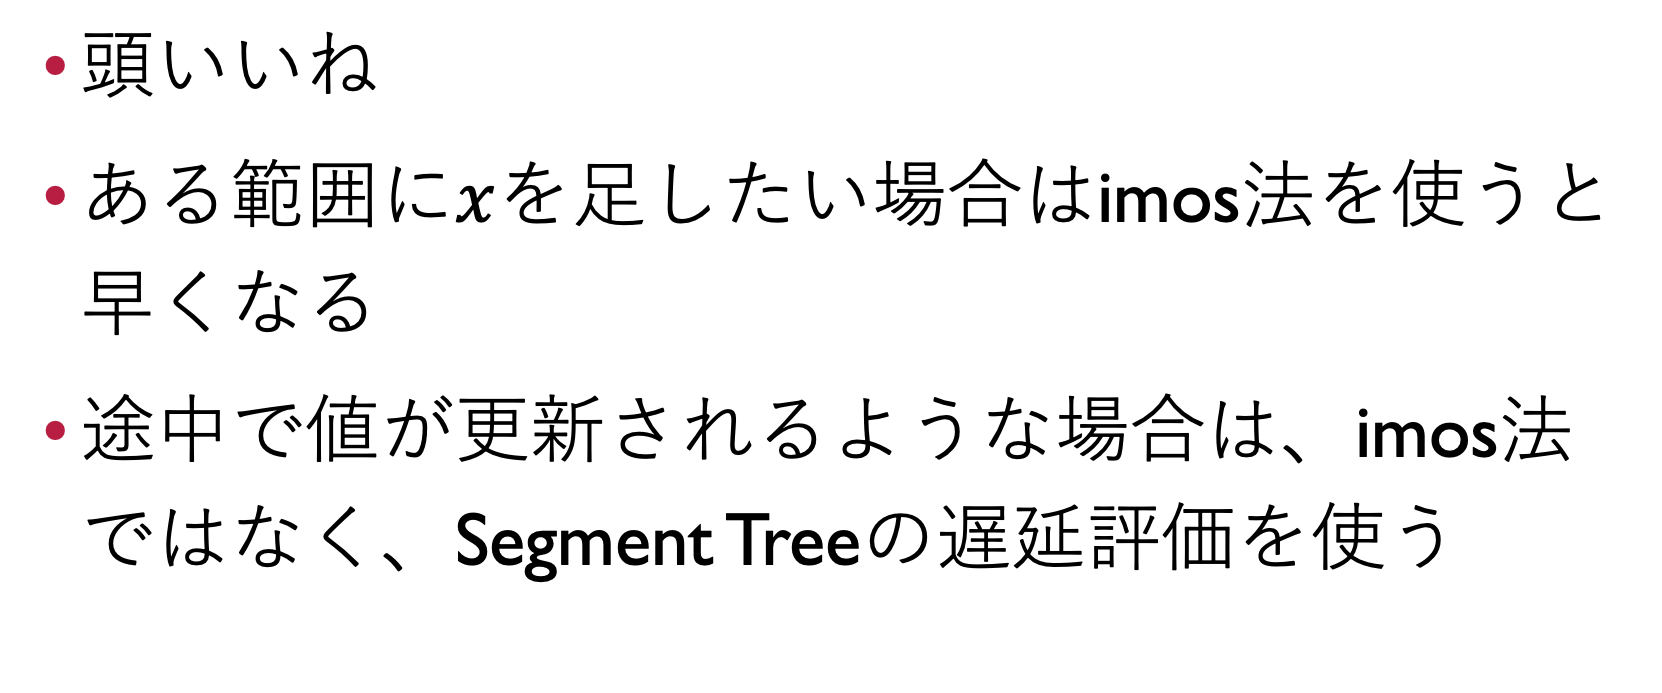 • 頭いいね
• ある範囲にxを足したい場合はimos法を使うと
早くなる
• 途中で値が更新されるような場合は、imos法
ではなく、Segment Treeの遅延評価を使う